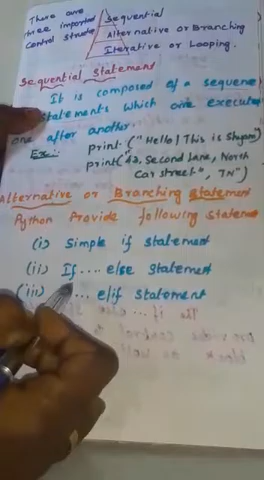 There are three important control structure
Sequential
Alternative or Branching
Iterative or Looping.
Sequential statement
It is composed of a sequence
statements which are executed
one after another.
Ex:- print ("Hello! This is Shyam")
print (43, Second Lane, North
Car street", TN")
Alternative or Branching statement
Python Provide following statement
(i) Simple if statement
(ii) If .... else statement
(iii) .... elif statement